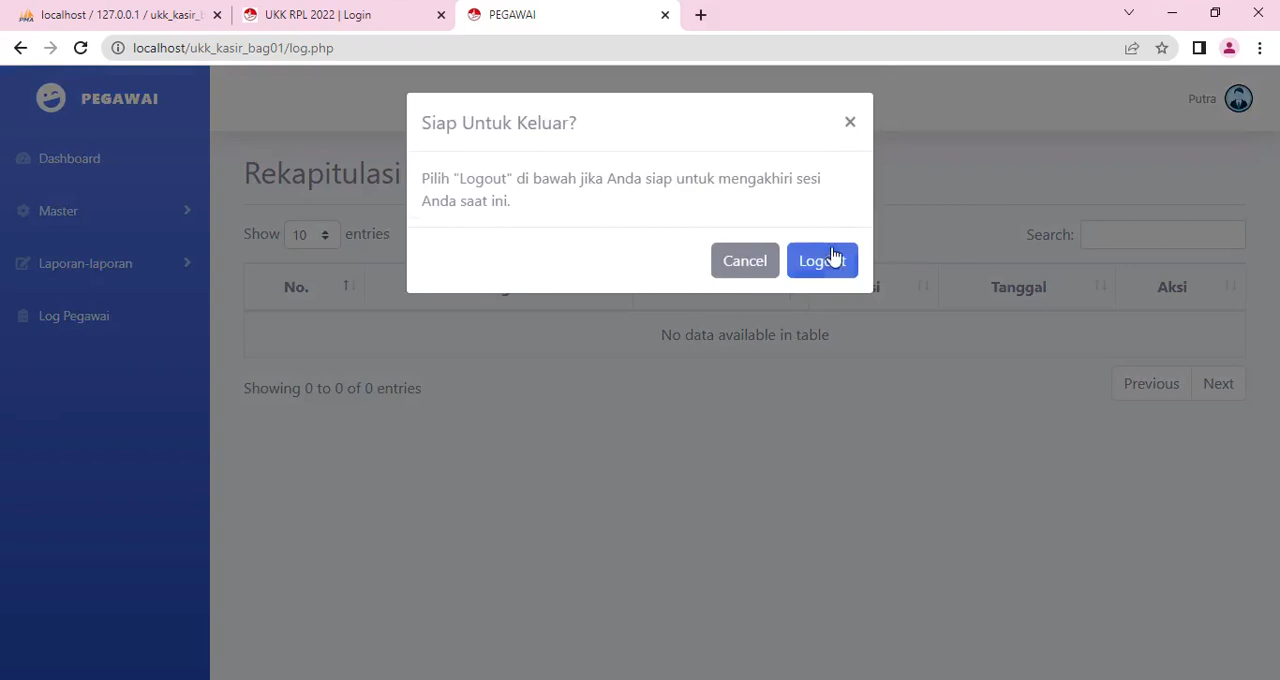 localhost / 127.0.0.1 / ukk_kasir_b
UKK RPL 2022 | Login
PEGAWAI
localhost/ukk_kasir_bag01/log.php
PEGAWAI
Putra
Dashboard
Master
Laporan-laporan
Log Pegawai
Siap Untuk Keluar?
Pilih "Logout" di bawah jika Anda siap untuk mengakhiri sesi
Anda saat ini.
Cancel
Rekapitulasi
Show 10 entries
Search:
No. Tanggal Aksi
No data available in table
Showing 0 to 0 of 0 entries
Previous Next